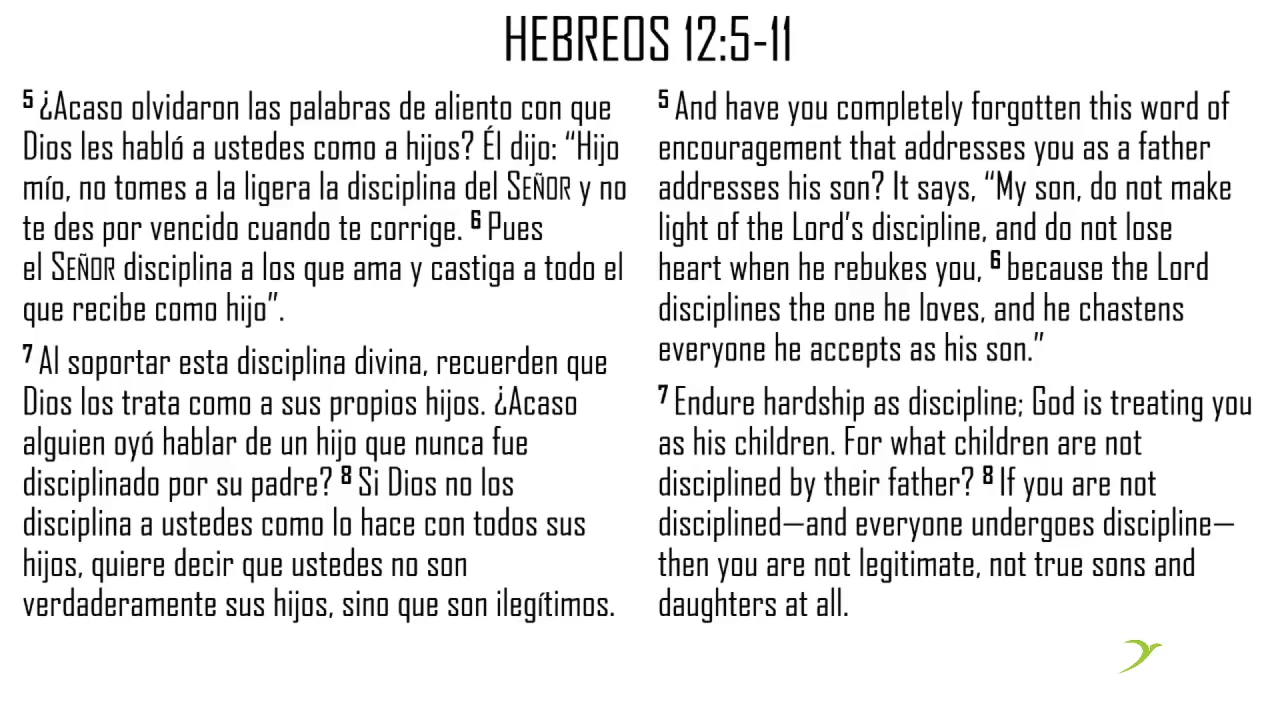 HEBREOS 12:5-11
5 ¿Acaso olvidaron las palabras de aliento con que
Dios les habló a ustedes como a hijos? Él dijo: “Hijo
mío, no tomes a la ligera la disciplina del SEÑOR y no
te des por vencido cuando te corrige. 6 Pues
el SEÑOR disciplina a los que ama y castiga a todo el
que recibe como hijo”.
7 Al soportar esta disciplina divina, recuerden que
Dios los trata como a sus propios hijos. ¿Acaso
alguien oyó hablar de un hijo que nunca fue
disciplinado por su padre? 8 Si Dios no los
disciplina a ustedes como lo hace con todos sus
hijos, quiere decir que ustedes no son
verdaderamente sus hijos, sino que son ilegítimos.
5 And have you completely forgotten this word of
encouragement that addresses you as a father
addresses his son? It says, “My son, do not make
light of the Lord’s discipline, and do not lose
heart when he rebukes you, 6 because the Lord
disciplines the one he loves, and he chastens
everyone he accepts as his son.”
7 Endure hardship as discipline; God is treating you
as his children. For what children are not
disciplined by their father? 8 If you are not
disciplined—and everyone undergoes discipline—
then you are not legitimate, not true sons and
daughters at all.